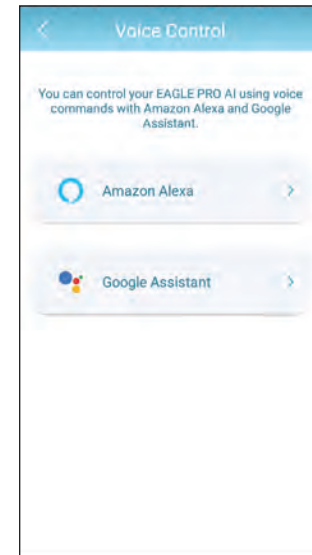 Voice Control
You can control your EAGLE PRO AI using voice
commands with Amazon Alexa and Google
Assistant.
Amazon Alexa
Google Assistant